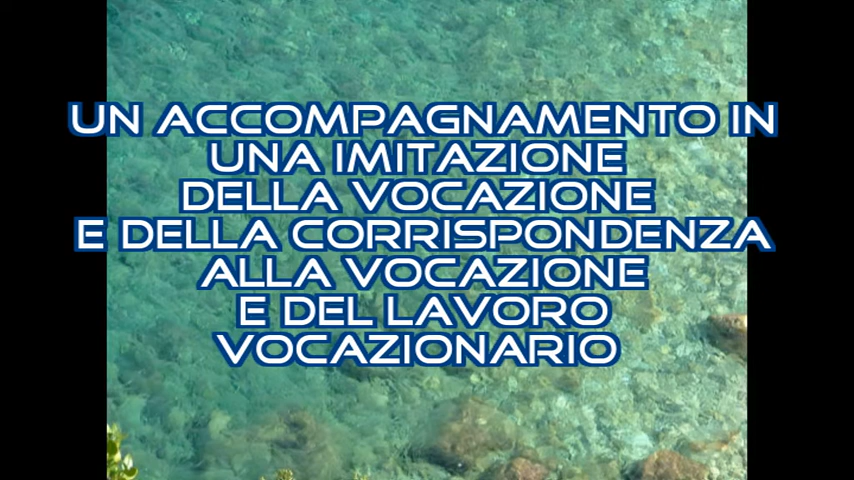 UN ACCOMPAGNAMENTO IN
UNA IMITAZIONE
DELLA VOCAZIONE
E DELLA CORRISPONDENZA
ALLA VOCAZIONE
E DEL LAVORO
VOCAZIONARIO